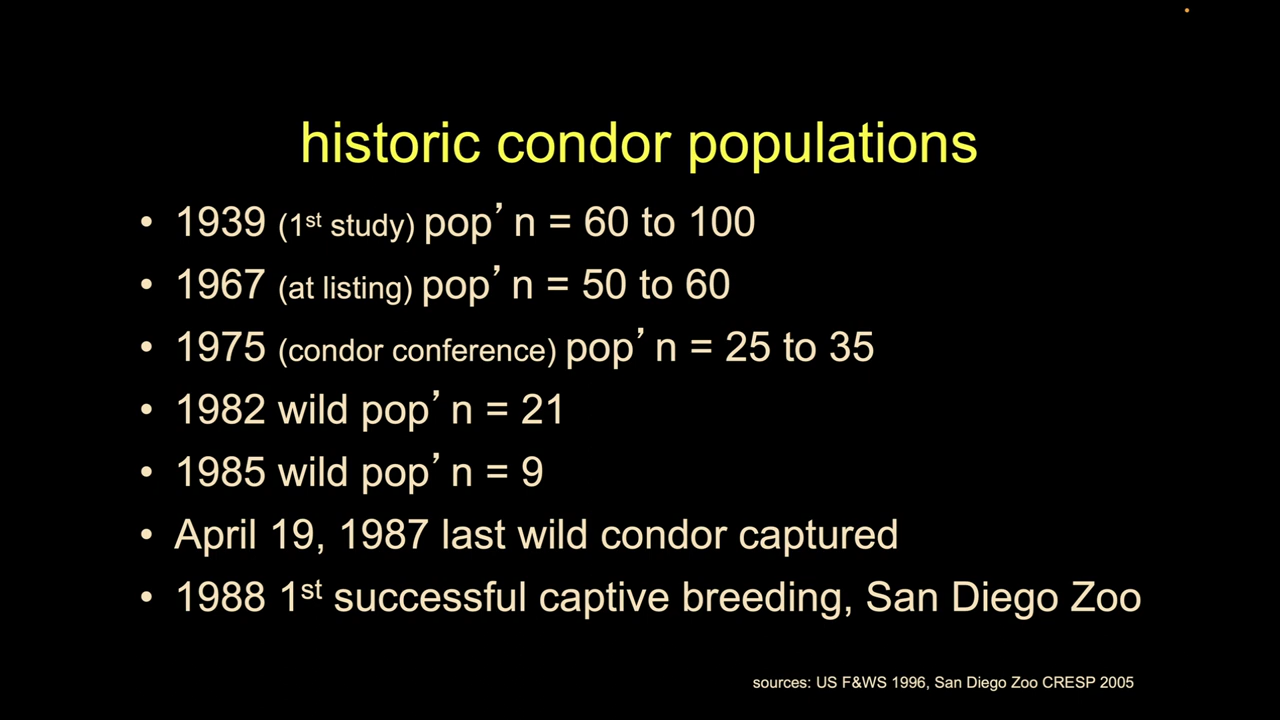 historic condor populations
• 1939 (1st study) pop’n = 60 to 100
• 1967 (at listing) pop’n = 50 to 60
• 1975 (condor conference) pop’n = 25 to 35
• 1982 wild pop’n = 21
• 1985 wild pop’n = 9
• April 19, 1987 last wild condor captured
• 1988 1st successful captive breeding, San Diego Zoo
sources: US F&WS 1996, San Diego Zoo CRESP 2005